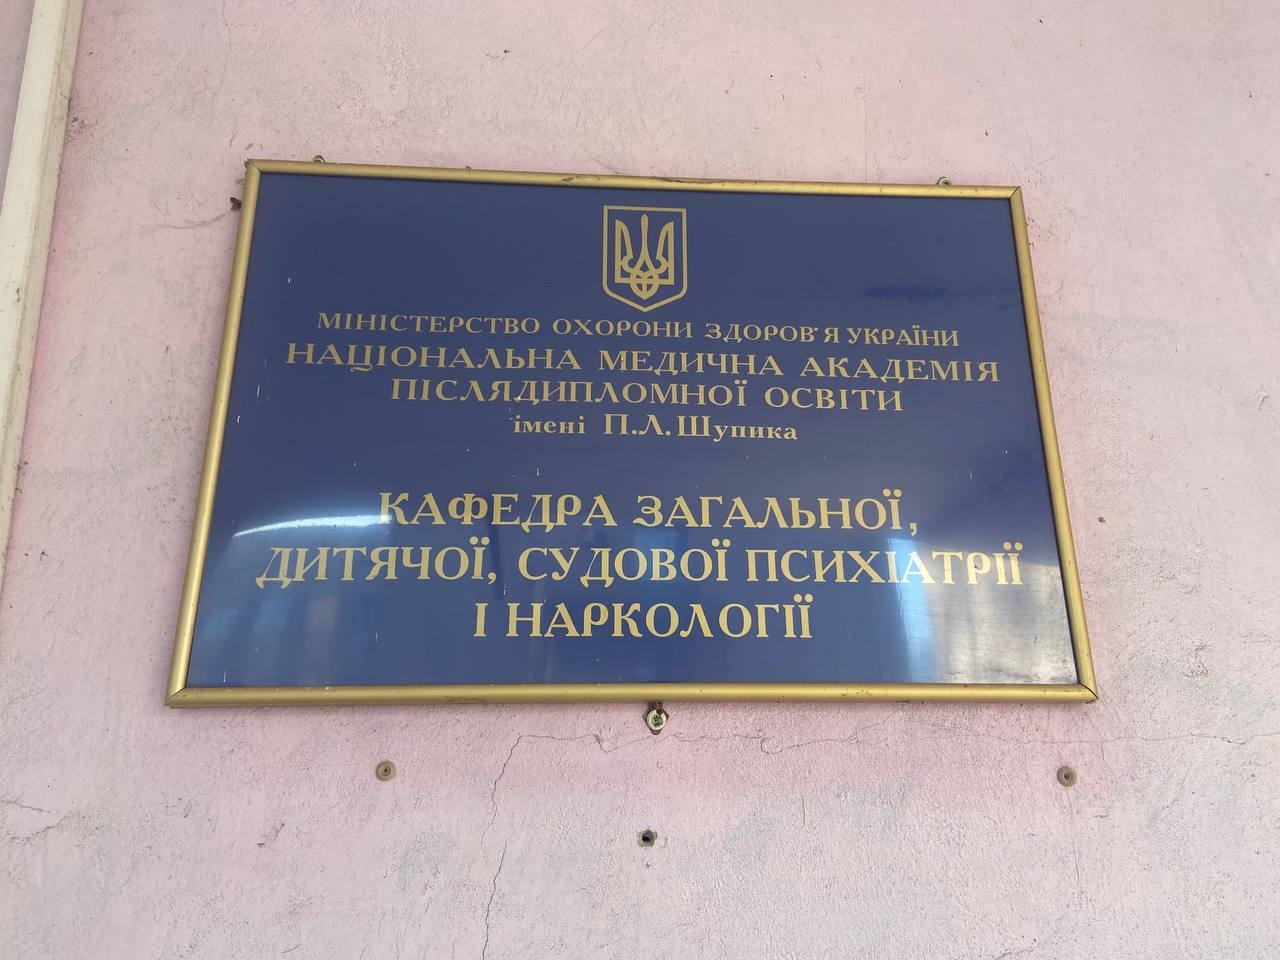 МІНІСТЕРСТВО ОХОРОНИ ЗДОРОВ'Я УКРАЇНИ
НАЦІОНАЛЬНА МЕДИЧНА АКАДЕМІЯ
ПІСЛЯДИПЛОМНОЇ ОСВІТИ
імені П.Л.Шупика
КАФЕДРА ЗАГАЛЬНОЇ,
ДИТЯЧОЇ, СУДОВОЇ ПСИХІАТРІЇ
І НАРКОЛОГІЇ